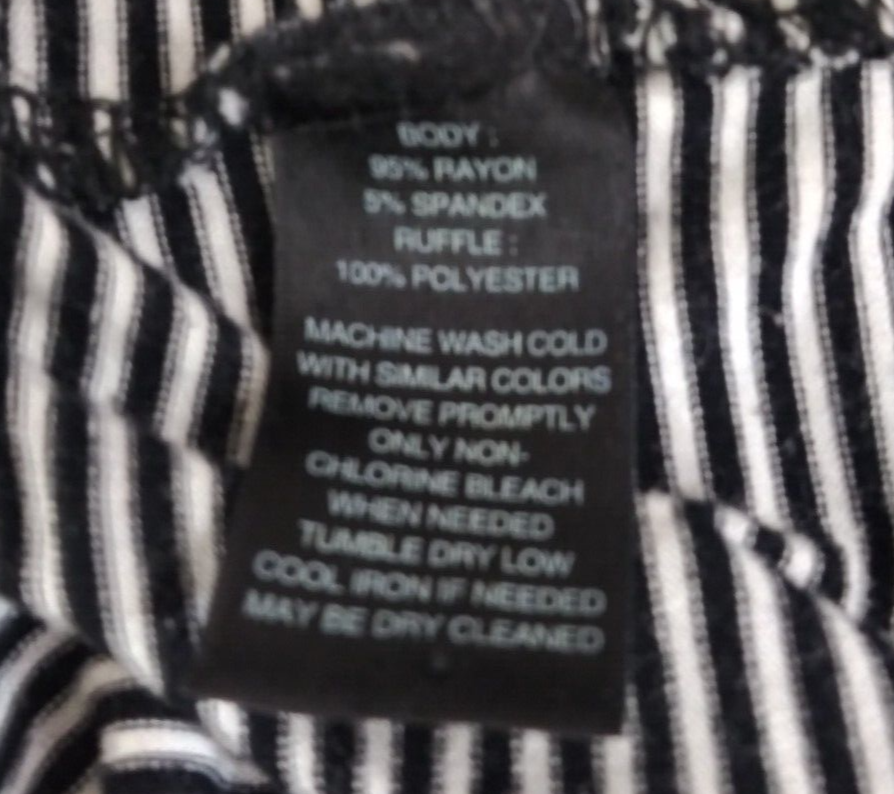 BODY :
95% RAYON
5% SPANDEX
RUFFLE :
100% POLYESTER
MACHINE WASH COLD
WITH SIMILAR COLORS
REMOVE PROMPTLY
ONLY NON-
CHLORINE BLEACH
WHEN NEEDED
TUMBLE DRY LOW
COOL IRON IF NEEDED
MAY BE DRY CLEANED